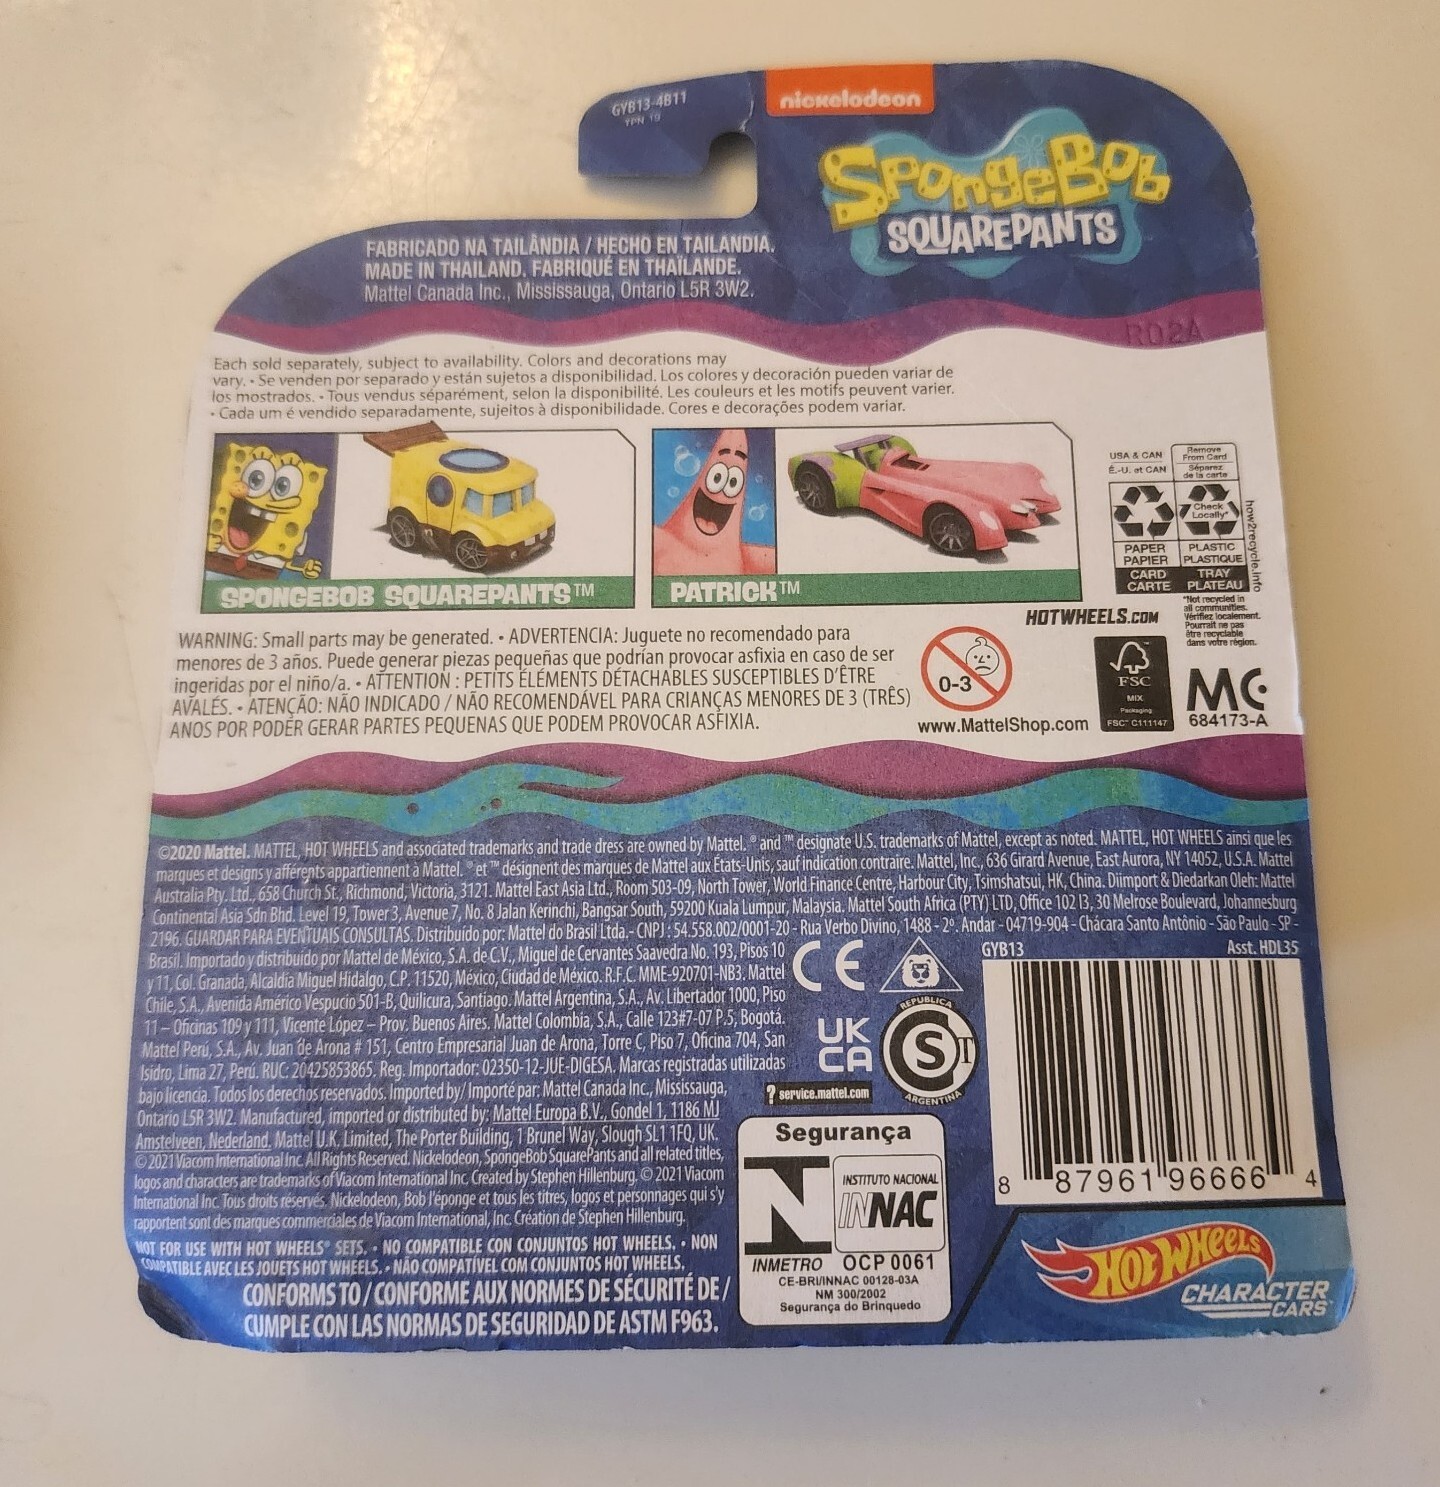 GYB13-4B11
YPN 19
nickelodeon
SPONGEBOB
SQUAREPANTS
FABRICADO NA TAILÂNDIA / HECHO EN TAILANDIA.
MADE IN THAILAND. FABRIQUÉ EN THAÏLANDE.
Mattel Canada Inc., Mississauga, Ontario L5R 3W2.
R02A
Each sold separately, subject to availability. Colors and decorations may
vary. • Se venden por separado y están sujetos a disponibilidad. Los colores y decoración pueden variar de
los mostrados. • Tous vendus séparément, selon la disponibilité. Les couleurs et les motifs peuvent varier.
• Cada um é vendido separadamente, sujeitos à disponibilidade. Cores e decorações podem variar.
SPONGEBOB SQUAREPANTS™
PATRICK™
USA & CAN
É.-U. et CAN
PAPER
PAPIER
CARD
CARTE
Remove
From Card
Séparez
de la carte
Check
Locally*
PLASTIC
PLASTIQUE
TRAY
PLATEAU
*Not recycled in
all communities.
Vérifiez localement.
Pourrait ne pas
être recyclable
dans votre région.
how2recycle.info
HOTWHEELS.COM
WARNING: Small parts may be generated. • ADVERTENCIA: Juguete no recomendado para
menores de 3 años. Puede generar piezas pequeñas que podrían provocar asfixia en caso de ser
ingeridas por el niño/a. • ATTENTION : PETITS ÉLÉMENTS DÉTACHABLES SUSCEPTIBLES D'ÊTRE
AVALÉS. • ATENÇÃO: NÃO INDICADO / NÃO RECOMENDÁVEL PARA CRIANÇAS MENORES DE 3 (TRÊS)
ANOS POR PODER GERAR PARTES PEQUENAS QUE PODEM PROVOCAR ASFIXIA.
0-3
www.MattelShop.com
FSC
MIX
Packaging
FSC™ C111147
MC
684173-A
©2020 Mattel. MATTEL, HOT WHEELS and associated trademarks and trade dress are owned by Mattel. ® and ™ designate U.S. trademarks of Mattel, except as noted. MATTEL, HOT WHEELS ainsi que les
marques et designs y afférents appartiennent à Mattel. ® et ™ désignent des marques de Mattel aux États-Unis, sauf indication contraire. Mattel, Inc., 636 Girard Avenue, East Aurora, NY 14052, U.S.A. Mattel
Australia Pty. Ltd., 658 Church St., Richmond, Victoria, 3121. Mattel East Asia Ltd., Room 503-09, North Tower, World Finance Centre, Harbour City, Tsimshatsui, HK, China. Diimport & Diedarkan Oleh: Mattel
Continental Asia Sdn Bhd. Level 19, Tower 3, Avenue 7, No. 8 Jalan Kerinchi, Bangsar South, 59200 Kuala Lumpur, Malaysia. Mattel South Africa (PTY) LTD, Office 102 I3, 30 Melrose Boulevard, Johannesburg
2196. GUARDAR PARA EVENTUAIS CONSULTAS. Distribuído por: Mattel do Brasil Ltda.- CNPJ : 54.558.002/0001-20 - Rua Verbo Divino, 1488 - 2º. Andar - 04719-904 - Chácara Santo Antônio - São Paulo - SP -
Brasil. Importado y distribuido por Mattel de México, S.A. de C.V., Miguel de Cervantes Saavedra No. 193, Pisos 10
y 11, Col. Granada, Alcaldía Miguel Hidalgo, C.P. 11520, México, Ciudad de México. R.F.C. MME-920701-NB3. Mattel
Chile, S.A., Avenida Américo Vespucio 501-B, Quilicura, Santiago. Mattel Argentina, S.A., Av. Libertador 1000, Piso
11 – Oficinas 109 y 111, Vicente López – Prov. Buenos Aires. Mattel Colombia, S.A., Calle 123#7-07 P.5, Bogotá.
Mattel Perú, S.A., Av. Juan de Arona # 151, Centro Empresarial Juan de Arona, Torre C, Piso 7, Oficina 704, San
Isidro, Lima 27, Perú. RUC: 20425853865. Reg. Importador: 02350-12-JUE-DIGESA. Marcas registradas utilizadas
bajo licencia. Todos los derechos reservados. Imported by / Importé par: Mattel Canada Inc., Mississauga,
Ontario L5R 3W2. Manufactured, imported or distributed by: Mattel Europa B.V., Gondel 1, 1186 MJ
Amstelveen, Nederland. Mattel U.K. Limited, The Porter Building, 1 Brunel Way, Slough SL1 1FQ, UK.
© 2021 Viacom International Inc. All Rights Reserved. Nickelodeon, SpongeBob SquarePants and all related titles,
logos and characters are trademarks of Viacom International Inc. Created by Stephen Hillenburg. © 2021 Viacom
International Inc. Tous droits réservés. Nickelodeon, Bob l'éponge et tous les titres, logos et personnages qui s'y
rapportent sont des marques commerciales de Viacom International, Inc. Création de Stephen Hillenburg.
NOT FOR USE WITH HOT WHEELS® SETS. • NO COMPATIBLE CON CONJUNTOS HOT WHEELS. • NON
COMPATIBLE AVEC LES JOUETS HOT WHEELS. • NÃO COMPATÍVEL COM CONJUNTOS HOT WHEELS.
CONFORMS TO / CONFORME AUX NORMES DE SÉCURITÉ DE /
CUMPLE CON LAS NORMAS DE SEGURIDAD DE ASTM F963.
CE
UK
CA
REPUBLICA
S
T
ARGENTINA
? service.mattel.com
Segurança
INSTITUTO NACIONAL
INNAC
INMETRO OCP 0061
CE-BRI/INNAC 00128-03A
NM 300/2002
Segurança do Brinquedo
GYB13
Asst. HDL35
8 87961 96666 4
HOT WHEELS
CHARACTER
CARS™